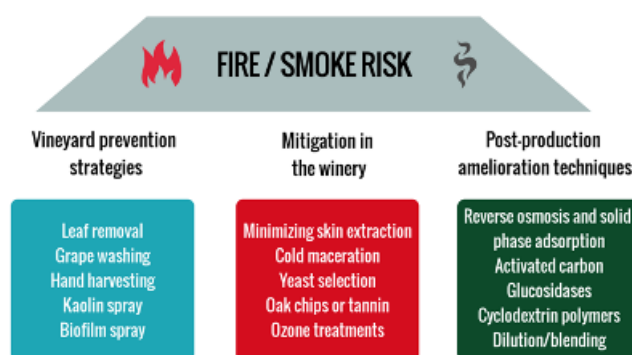 FIRE / SMOKE RISK
Vineyard prevention
strategies
Leaf removal
Grape washing
Hand harvesting
Kaolin spray
Biofilm spray
Mitigation in
the winery
Minimizing skin extraction
Cold maceration
Yeast selection
Oak chips or tannin
Ozone treatments
Post-production
amelioration techniques
Reverse osmosis and solid
phase adsorption
Activated carbon
Glucosidases
Cyclodextrin polymers
Dilution/blending